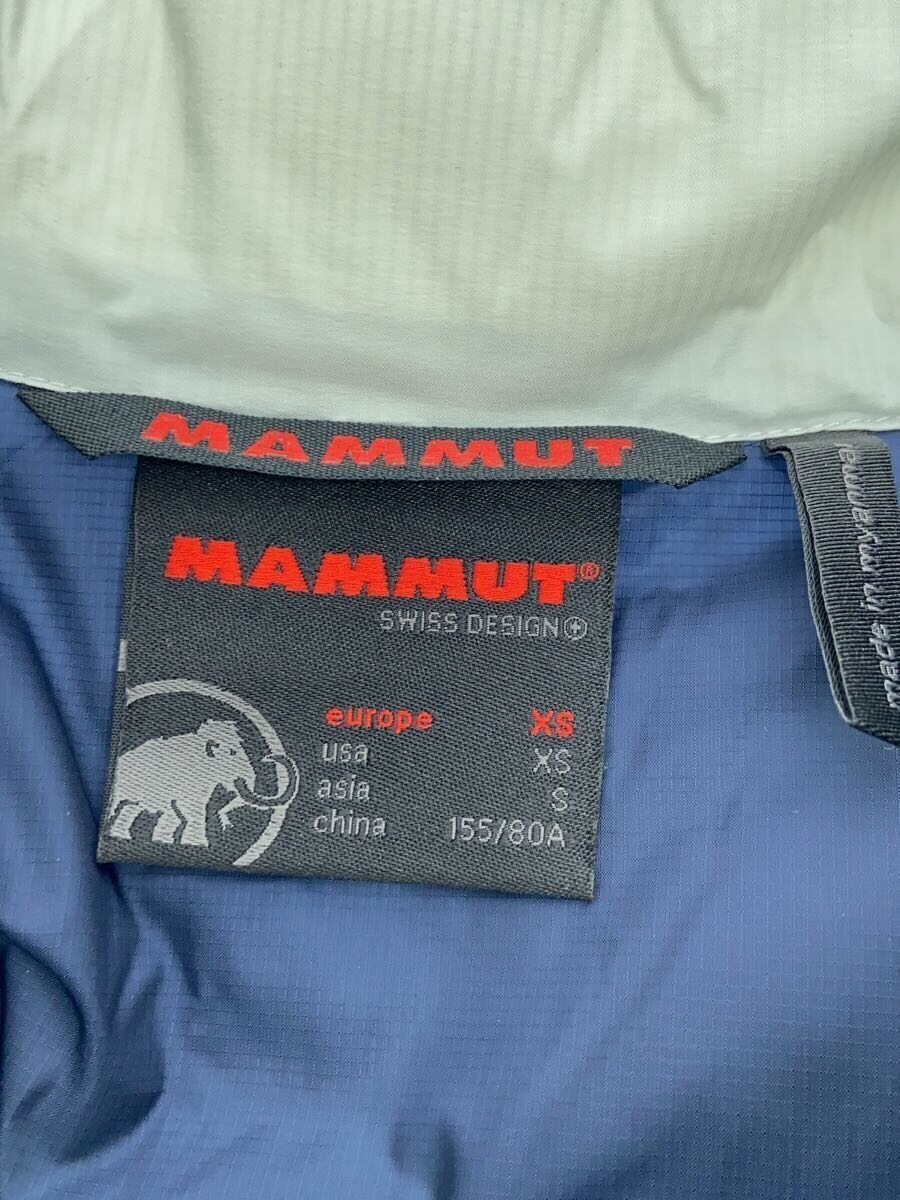 MAMMUT
MAMMUT®
SWISS DESIGN
europe XS
usa XS
asia S
china 155/80A
made in myanmar